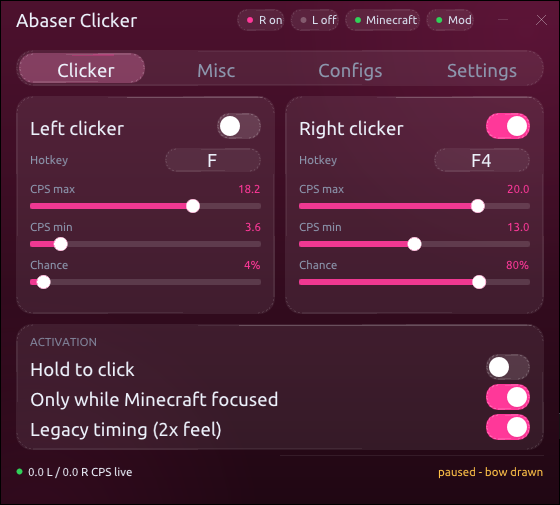 Abaser Clicker
R on
L off
Minecraft
Mod
Clicker
Misc
Configs
Settings
Left clicker
Hotkey
F
CPS max
18.2
CPS min
3.6
Chance
4%
Right clicker
Hotkey
F4
CPS max
20.0
CPS min
13.0
Chance
80%
ACTIVATION
Hold to click
Only while Minecraft focused
Legacy timing (2x feel)
0.0 L / 0.0 R CPS live
paused - bow drawn